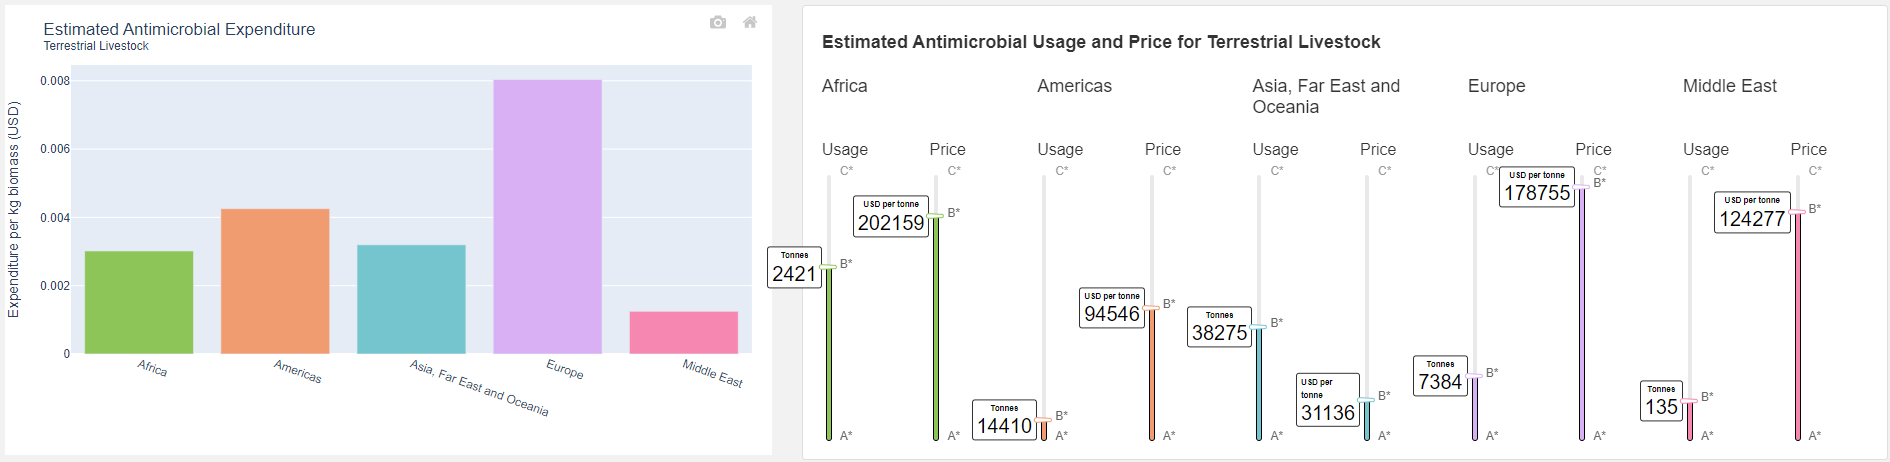 Estimated Antimicrobial Expenditure
Terrestrial Livestock
Expenditure per kg biomass (USD)
0.008
0.006
0.004
0.002
0
Africa
Americas
Asia, Far East and Oceania
Europe
Middle East
Estimated Antimicrobial Usage and Price for Terrestrial Livestock
Africa
Usage
Price
C*
C*
Tonnes
2421
B*
USD per tonne
202159
B*
A*
A*
Americas
Usage
Price
C*
C*
Tonnes
14410
B*
USD per tonne
94546
B*
A*
A*
Asia, Far East and
Oceania
Usage
Price
C*
C*
Tonnes
38275
B*
USD per
tonne
31136
B*
A*
A*
Europe
Usage
Price
C*
C*
Tonnes
7384
B*
USD per tonne
178755
B*
A*
A*
Middle East
Usage
Price
C*
C*
Tonnes
135
B*
USD per tonne
124277
B*
A*
A*